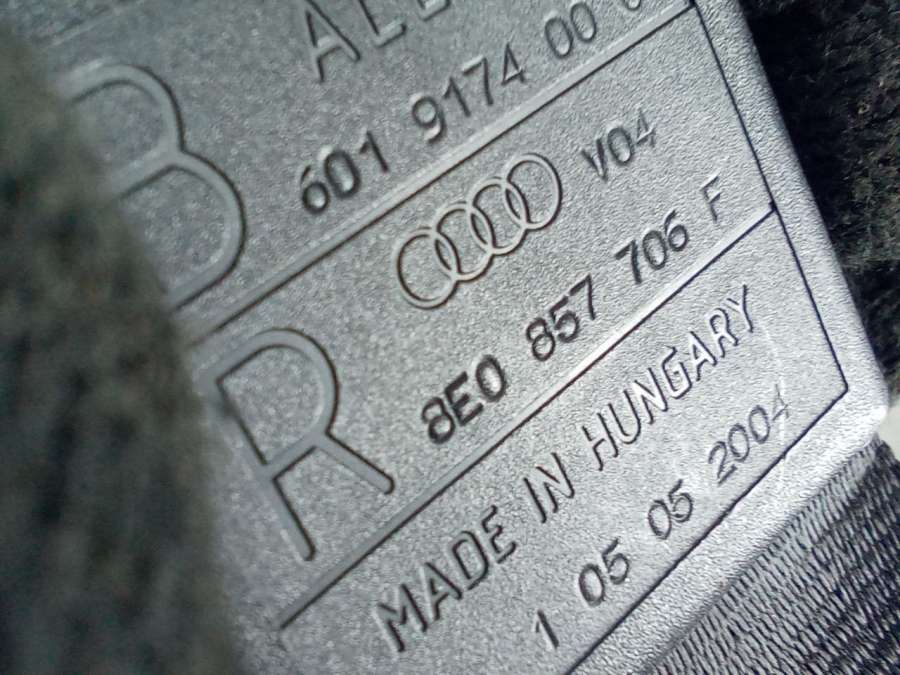 B
601 9174 00
V04
R
8E0 857 706 F
MADE IN HUNGARY
1 05 05 2004